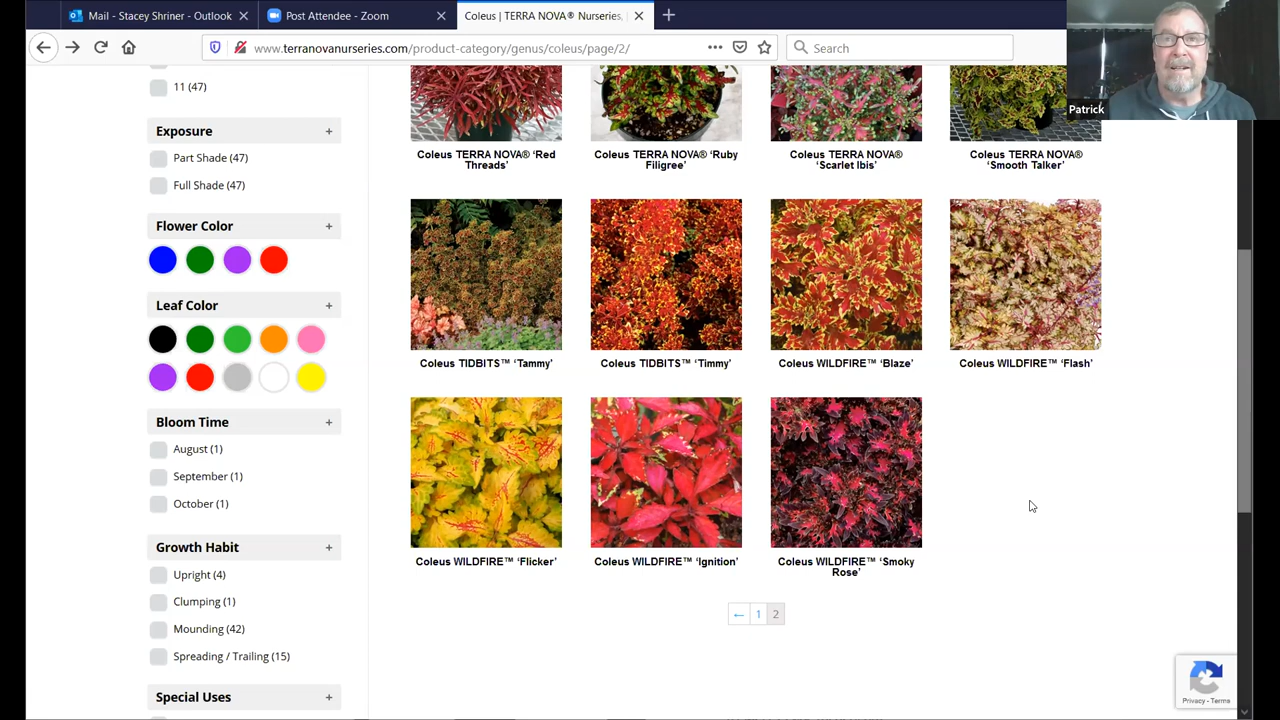 Mail - Stacey Shriner - Outlook
Post Attendee - Zoom
Coleus | TERRA NOVA® Nurseries,
www.terranovanurseries.com/product-category/genus/coleus/page/2/
Search
Patrick
11 (47)
Exposure +
Part Shade (47)
Full Shade (47)
Flower Color +
Leaf Color +
Bloom Time +
August (1)
September (1)
October (1)
Growth Habit +
Upright (4)
Clumping (1)
Mounding (42)
Spreading / Trailing (15)
Special Uses +
Coleus TERRA NOVA® ‘Red
Threads’
Coleus TERRA NOVA® ‘Ruby
Filigree’
Coleus TERRA NOVA®
‘Scarlet Ibis’
Coleus TERRA NOVA®
‘Smooth Talker’
Coleus TIDBITS™ ‘Tammy’
Coleus TIDBITS™ ‘Timmy’
Coleus WILDFIRE™ ‘Blaze’
Coleus WILDFIRE™ ‘Flash’
Coleus WILDFIRE™ ‘Flicker’
Coleus WILDFIRE™ ‘Ignition’
Coleus WILDFIRE™ ‘Smoky
Rose’
← 1 2
Privacy - Terms